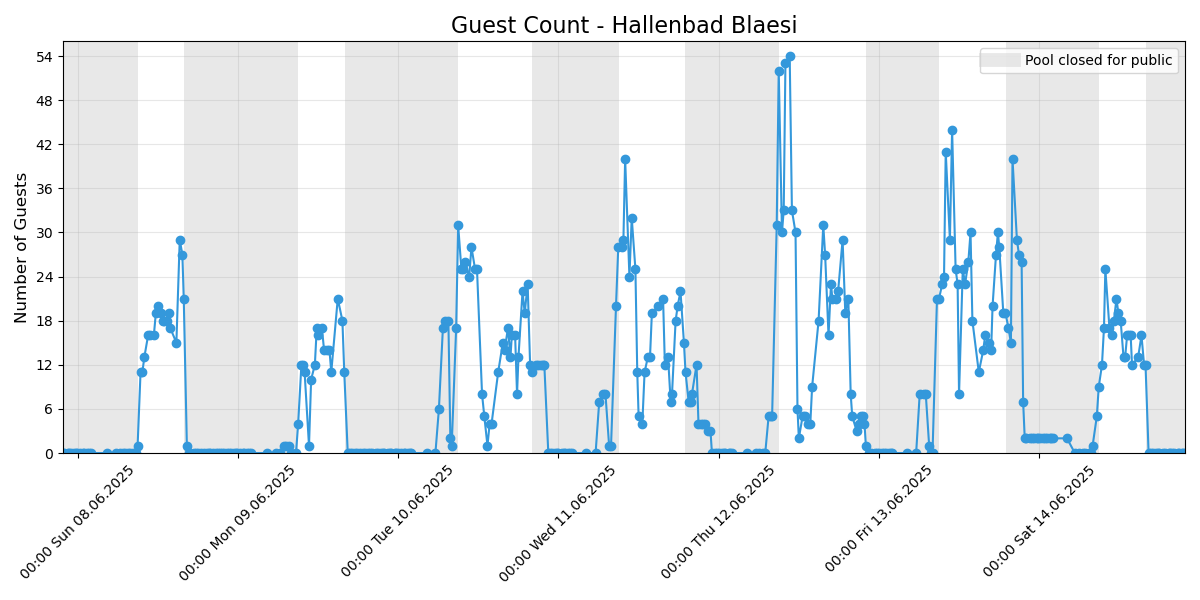 Guest Count - Hallenbad Blaesi
Pool closed for public
Number of Guests
54
48
42
36
30
24
18
12
6
0
00:00 Sun 08.06.2025
00:00 Mon 09.06.2025
00:00 Tue 10.06.2025
00:00 Wed 11.06.2025
00:00 Thu 12.06.2025
00:00 Fri 13.06.2025
00:00 Sat 14.06.2025